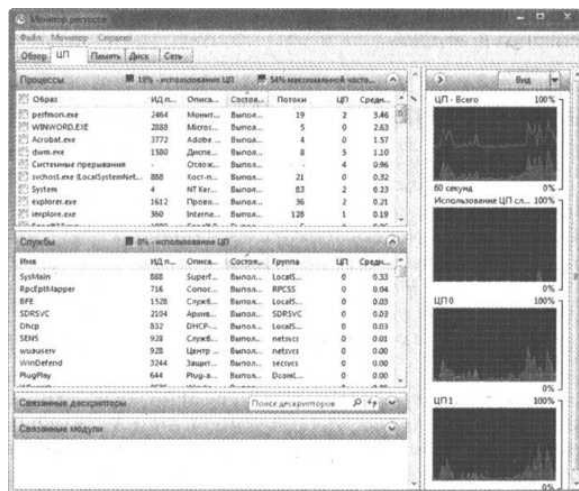 Монитор ресурсов
Файл Монитор Справка
Обзор ЦП Память Диск Сеть
Процессы 18% - использование ЦП 54% максимальной часто...
Образ ИД п... Описа... Состоя... Потоки ЦП Средн...
perfmon.exe 2464 Монит... Выпол... 19 2 3.46
WINWORD.EXE 2888 Micros... Выпол... 5 0 2.63
Acrobat.exe 3772 Adobe ... Выпол... 4 0 1.57
dwm.exe 1580 Диспе... Выпол... 8 5 1.10
Системные прерывания - Отлож... Выпол... - 4 0.96
svchost.exe (LocalSystemNet... 888 Хост-п... Выпол... 21 0 0.32
System 4 NT Ker... Выпол... 83 2 0.23
explorer.exe 1612 Прово... Выпол... 36 2 0.21
iexplore.exe 360 Interne... Выпол... 128 1 0.19
Службы 0% - использование ЦП
Имя ИД п... Описа... Состоя... Группа ЦП Средн...
SysMain 888 Superf... Выпол... LocalS... 0 0.33
RpcEptMapper 716 Сопос... Выпол... RPCSS 0 0.04
BFE 1528 Служб... Выпол... LocalS... 0 0.03
SDRSVC 2104 Архив... Выпол... SDRSVC 0 0.03
Dhcp 832 DHCP-... Выпол... LocalS... 0 0.03
SENS 928 Служб... Выпол... netsvcs 0 0.01
wuauserv 928 Центр ... Выпол... netsvcs 0 0.00
WinDefend 3244 Защит... Выпол... secsvcs 0 0.00
PlugPlay 644 Plug-a... Выпол... DcomL... 0 0.00
Связанные дескрипторы Поиск дескрипторов
Связанные модули
Вид
ЦП - Всего 100%
60 секунд 0%
Использование ЦП сл... 100%
0%
ЦП 0 100%
0%
ЦП 1 100%
0%